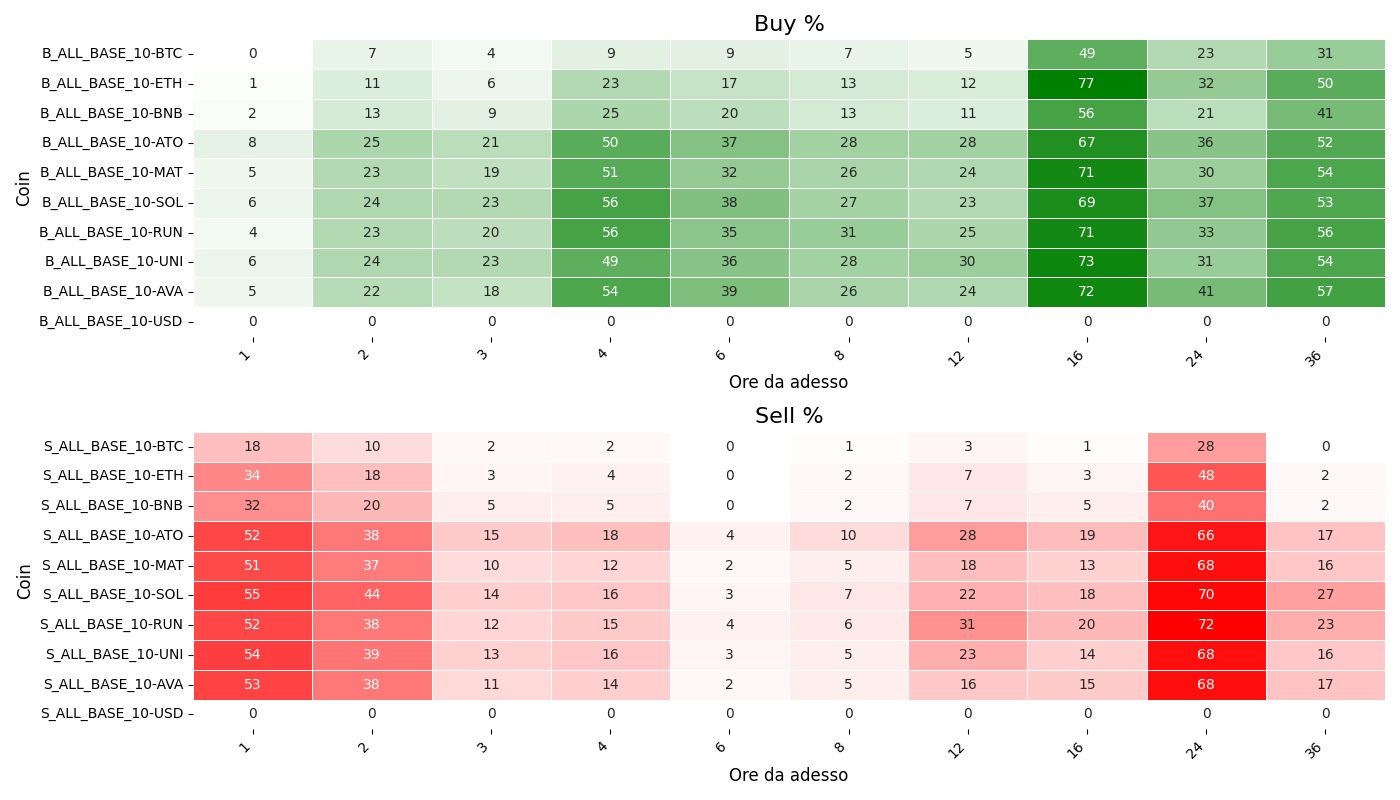 Buy %
Coin
B_ALL_BASE_10-BTC 0 7 4 9 9 7 5 49 23 31
B_ALL_BASE_10-ETH 1 11 6 23 17 13 12 77 32 50
B_ALL_BASE_10-BNB 2 13 9 25 20 13 11 56 21 41
B_ALL_BASE_10-ATO 8 25 21 50 37 28 28 67 36 52
B_ALL_BASE_10-MAT 5 23 19 51 32 26 24 71 30 54
B_ALL_BASE_10-SOL 6 24 23 56 38 27 23 69 37 53
B_ALL_BASE_10-RUN 4 23 20 56 35 31 25 71 33 56
B_ALL_BASE_10-UNI 6 24 23 49 36 28 30 73 31 54
B_ALL_BASE_10-AVA 5 22 18 54 39 26 24 72 41 57
B_ALL_BASE_10-USD 0 0 0 0 0 0 0 0 0 0
1 2 3 4 6 8 12 16 24 36
Ore da adesso
Sell %
Coin
S_ALL_BASE_10-BTC 18 10 2 2 0 1 3 1 28 0
S_ALL_BASE_10-ETH 34 18 3 4 0 2 7 3 48 2
S_ALL_BASE_10-BNB 32 20 5 5 0 2 7 5 40 2
S_ALL_BASE_10-ATO 52 38 15 18 4 10 28 19 66 17
S_ALL_BASE_10-MAT 51 37 10 12 2 5 18 13 68 16
S_ALL_BASE_10-SOL 55 44 14 16 3 7 22 18 70 27
S_ALL_BASE_10-RUN 52 38 12 15 4 6 31 20 72 23
S_ALL_BASE_10-UNI 54 39 13 16 3 5 23 14 68 16
S_ALL_BASE_10-AVA 53 38 11 14 2 5 16 15 68 17
S_ALL_BASE_10-USD 0 0 0 0 0 0 0 0 0 0
1 2 3 4 6 8 12 16 24 36
Ore da adesso